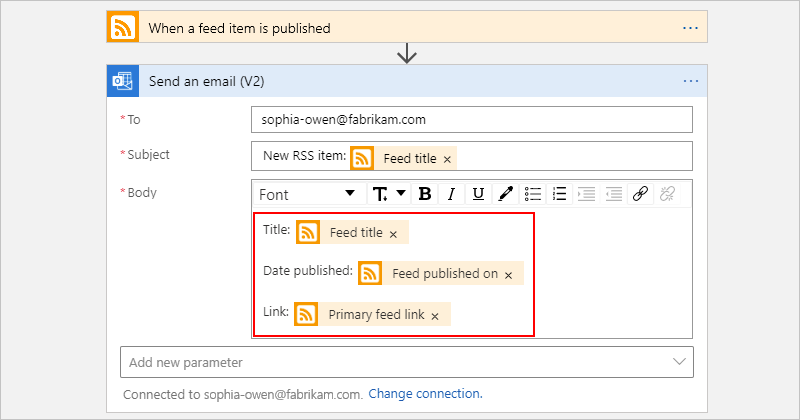 When a feed item is published
Send an email (V2)
* To
sophia-owen@fabrikam.com
* Subject
New RSS item: Feed title ×
* Body
Font
B I U
Title: Feed title ×
Date published: Feed published on ×
Link: Primary feed link ×
Add new parameter
Connected to sophia-owen@fabrikam.com. Change connection.